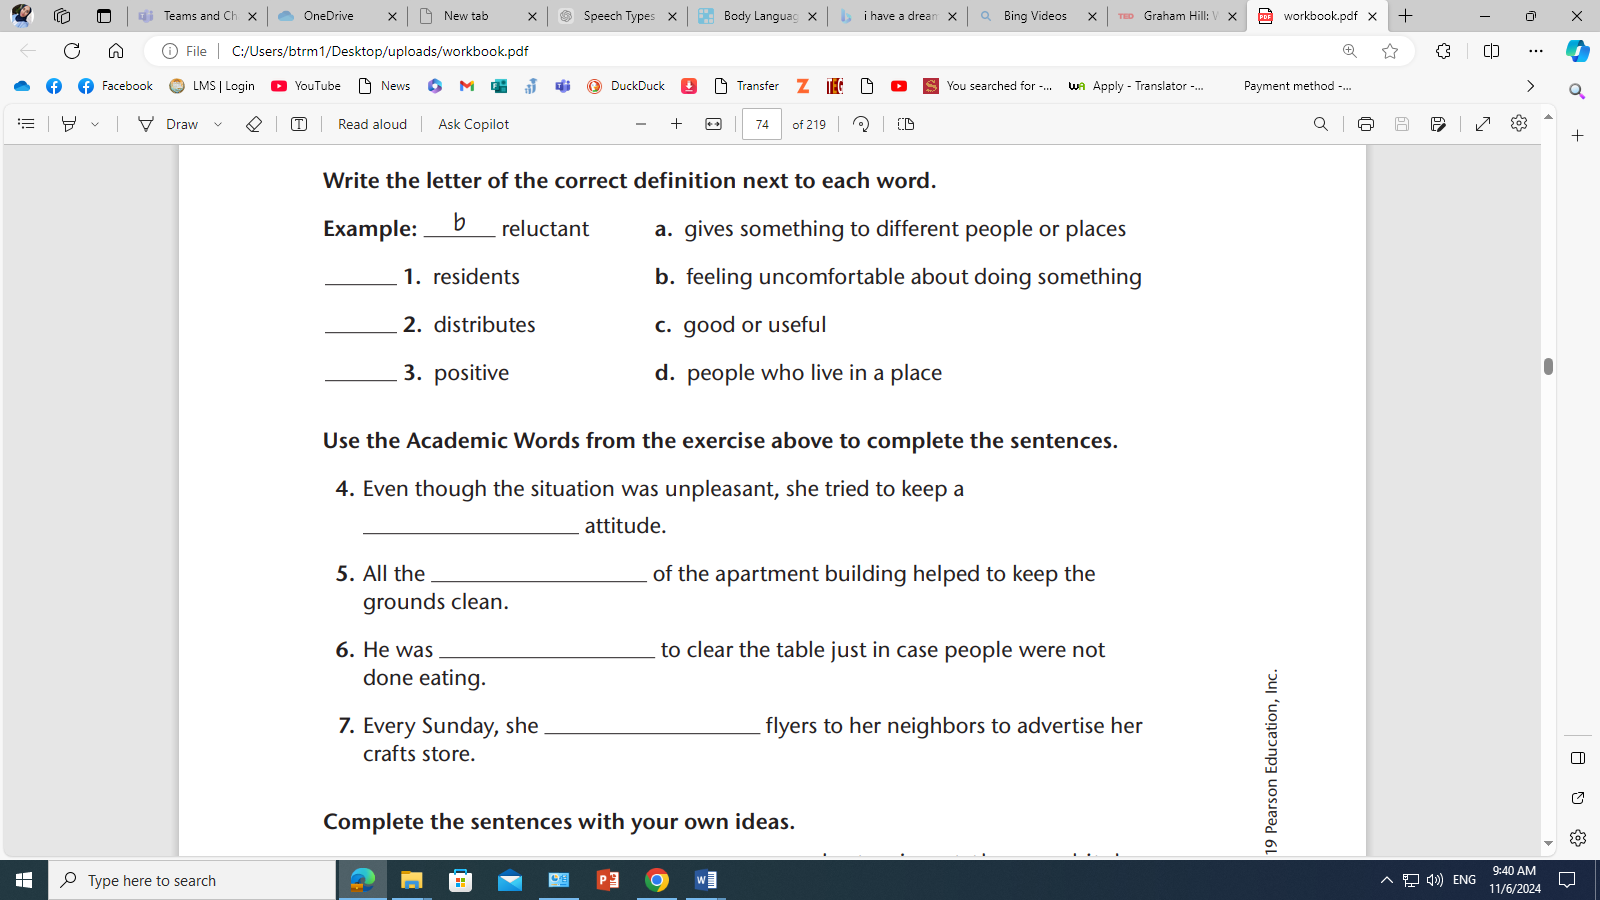 Teams and Ch
OneDrive
New tab
Speech Types
Body Languag
i have a drean
Bing Videos
TED Graham Hill: W
workbook.pdf
File C:/Users/btrm1/Desktop/uploads/workbook.pdf
Facebook LMS | Login YouTube News DuckDuck Transfer You searched for -... Apply - Translator -... Payment method -...
Draw Read aloud Ask Copilot 74 of 219
Write the letter of the correct definition next to each word.
Example: b reluctant a. gives something to different people or places
1. residents b. feeling uncomfortable about doing something
2. distributes c. good or useful
3. positive d. people who live in a place
Use the Academic Words from the exercise above to complete the sentences.
4. Even though the situation was unpleasant, she tried to keep a
attitude.
5. All the of the apartment building helped to keep the
grounds clean.
6. He was to clear the table just in case people were not
done eating.
7. Every Sunday, she flyers to her neighbors to advertise her
crafts store.
Complete the sentences with your own ideas.
19 Pearson Education, Inc.
Type here to search
ENG
9:40 AM
11/6/2024